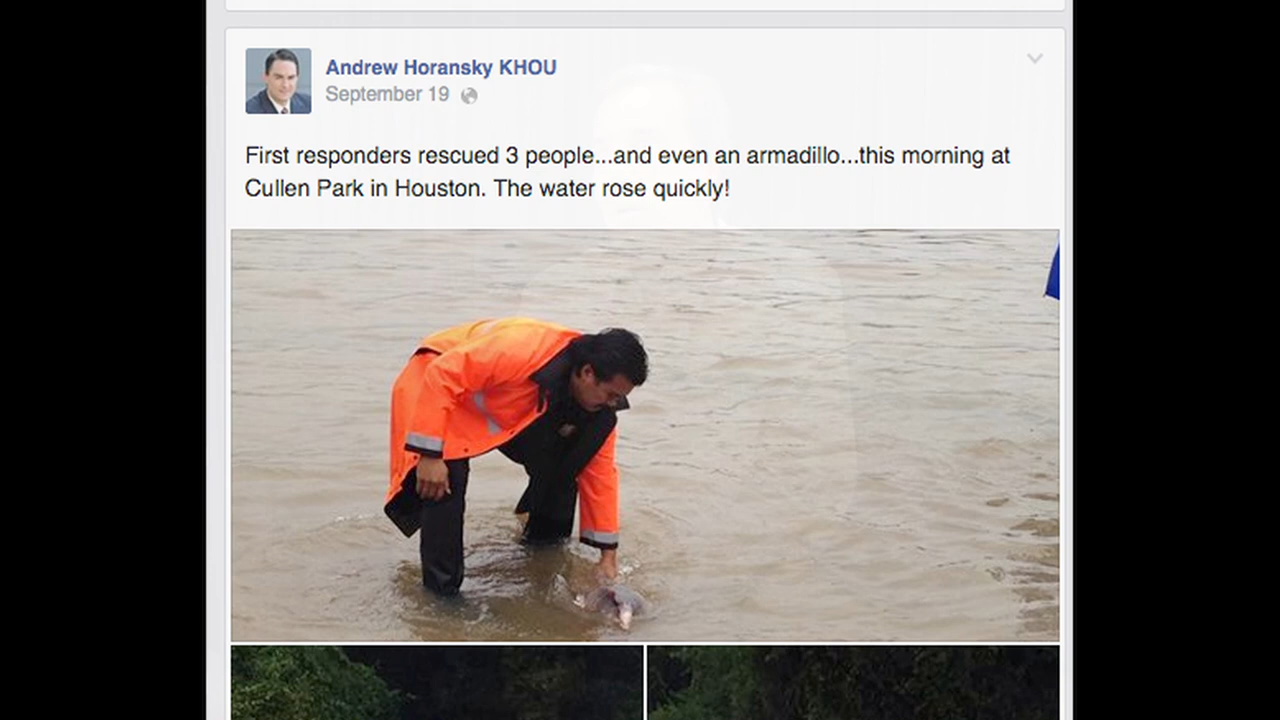 Andrew Horansky KHOU
September 19
First responders rescued 3 people...and even an armadillo...this morning at
Cullen Park in Houston. The water rose quickly!